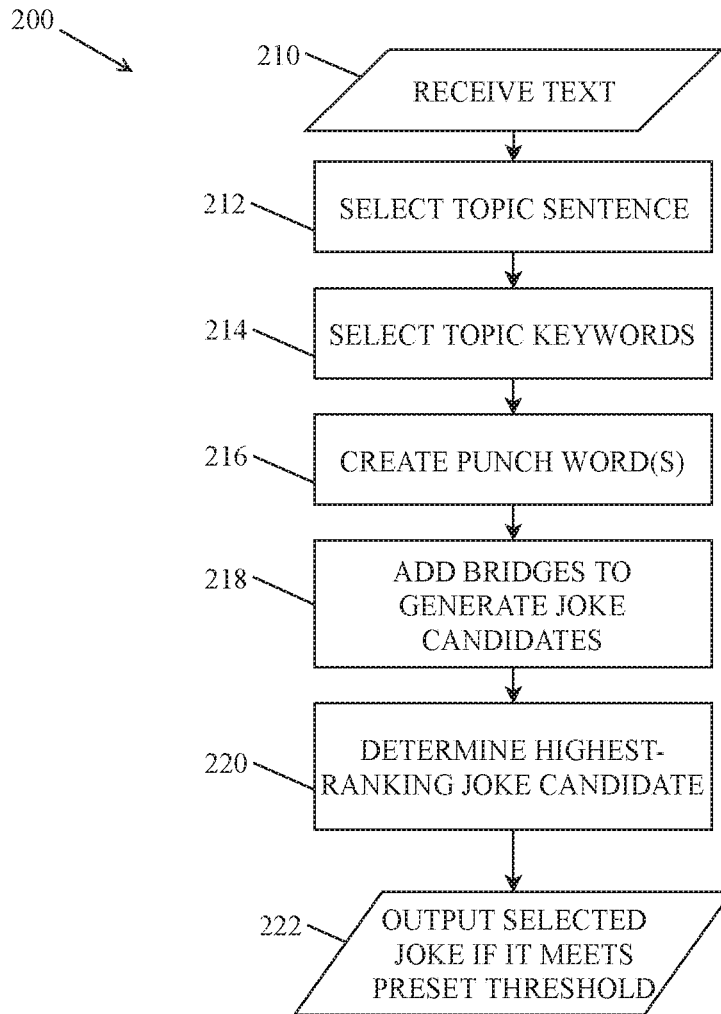 200
210
RECEIVE TEXT
212
SELECT TOPIC SENTENCE
214
SELECT TOPIC KEYWORDS
216
CREATE PUNCH WORD(S)
218
ADD BRIDGES TO
GENERATE JOKE
CANDIDATES
220
DETERMINE HIGHEST-
RANKING JOKE CANDIDATE
222
OUTPUT SELECTED
JOKE IF IT MEETS
PRESET THRESHOLD